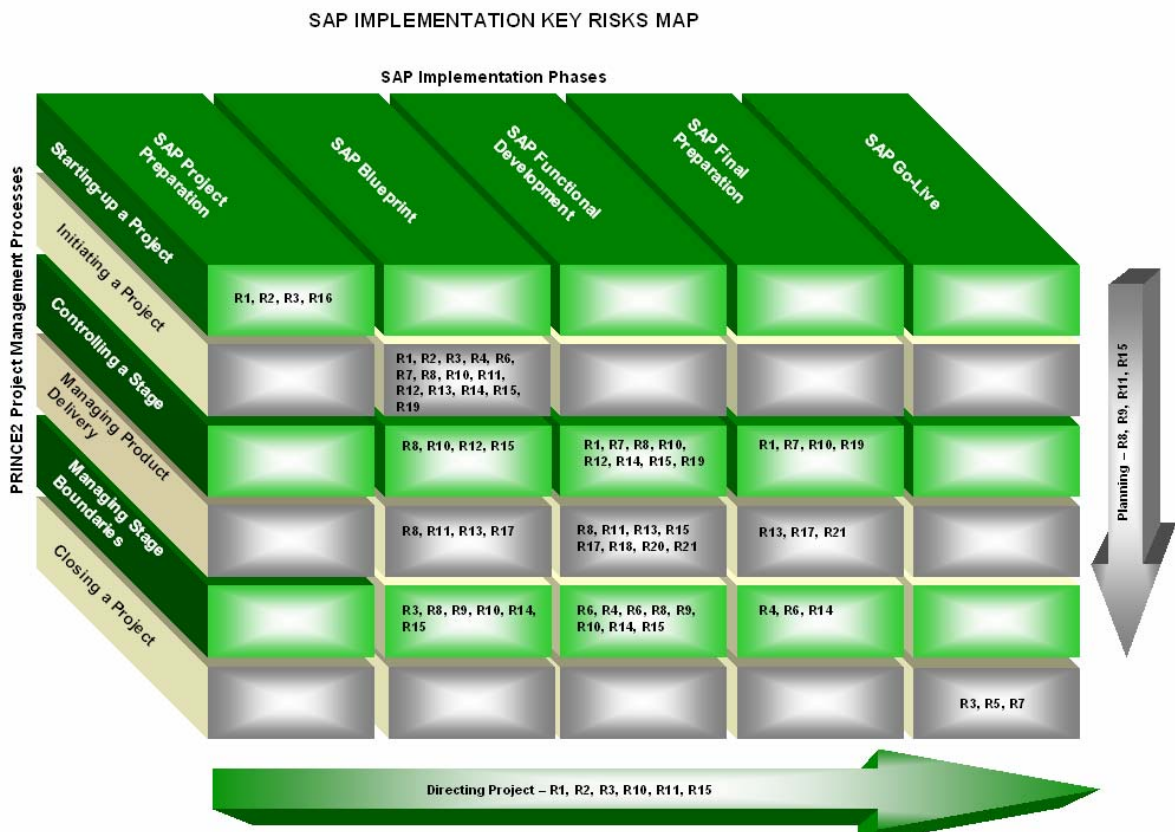 SAP IMPLEMENTATION KEY RISKS MAP
SAP Implementation Phases
PRINCE2 Project Management Processes
SAP Project
Preparation
SAP Blueprint
SAP Functional
Development
SAP Final
Preparation
SAP Go-Live
Starting-up a Project
Initiating a Project
Controlling a Stage
Managing Product
Delivery
Managing Stage
Boundaries
Closing a Project
R1, R2, R3, R16
R1, R2, R3, R4, R6,
R7, R8, R10, R11,
R12, R13, R14, R15,
R19
R8, R10, R12, R15
R1, R7, R8, R10,
R12, R14, R15, R19
R1, R7, R10, R19
R8, R11, R13, R17
R8, R11, R13, R15
R17, R18, R20, R21
R13, R17, R21
R3, R8, R9, R10, R14,
R15
R6, R4, R6, R8, R9,
R10, R14, R15
R4, R6, R14
R3, R5, R7
Planning – R8, R9, R11, R15
Directing Project – R1, R2, R3, R10, R11, R15